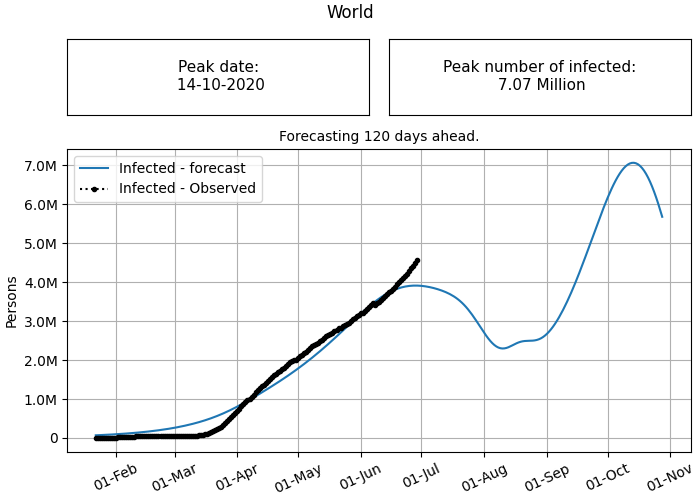 World
Peak date:
14-10-2020
Peak number of infected:
7.07 Million
Forecasting 120 days ahead.
Infected - forecast
Infected - Observed
7.0M
6.0M
5.0M
4.0M
3.0M
2.0M
1.0M
0
Persons
01-Feb
01-Mar
01-Apr
01-May
01-Jun
01-Jul
01-Aug
01-Sep
01-Oct
01-Nov